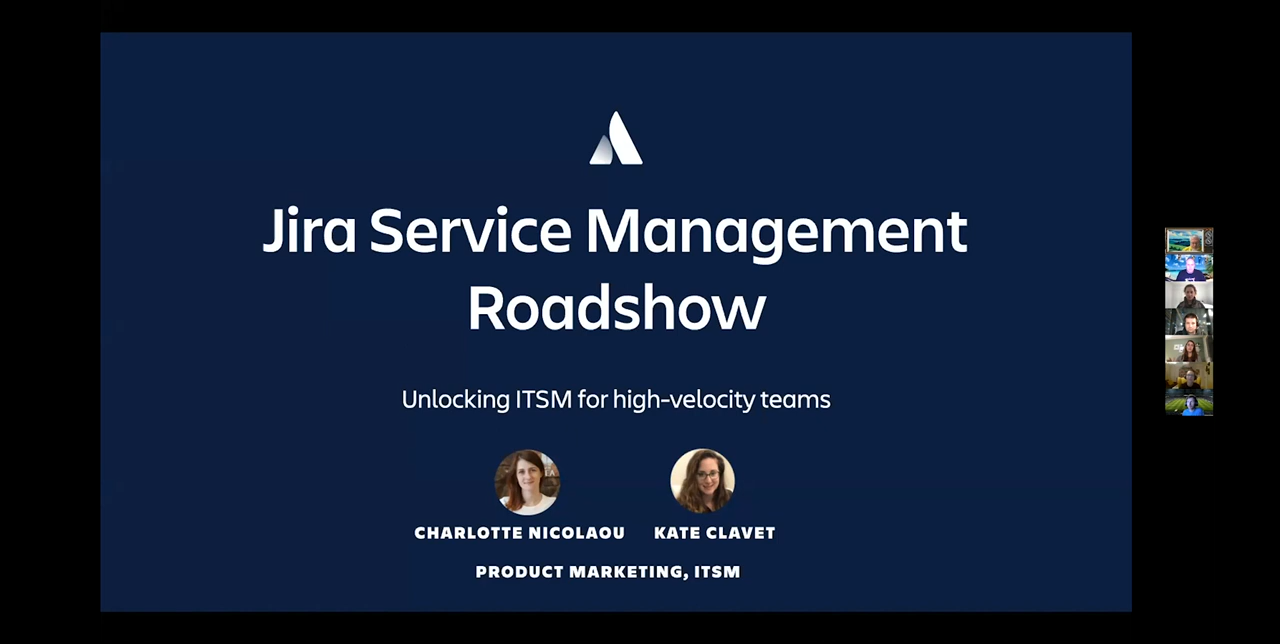 Jira Service Management
Roadshow
Unlocking ITSM for high-velocity teams
CHARLOTTE NICOLAOU KATE CLAVET
PRODUCT MARKETING, ITSM